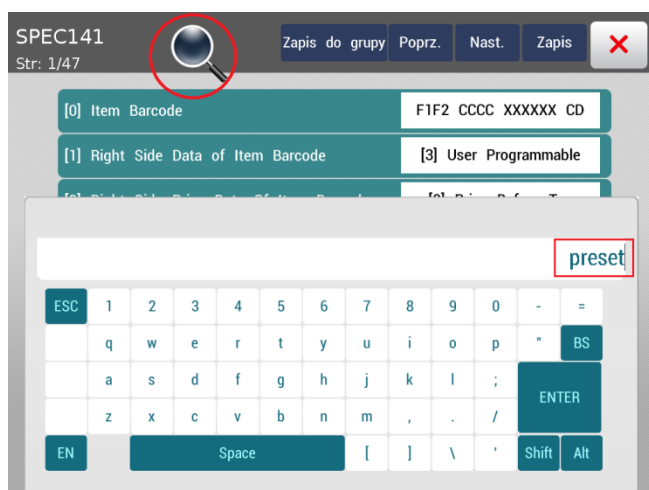 SPEC141
Str: 1/47
Zapis do grupy Poprz. Nast. Zapis
[0] Item Barcode F1F2 CCCC XXXXXX CD
[1] Right Side Data of Item Barcode [3] User Programmable
preset
ESC 1 2 3 4 5 6 7 8 9 0 - =
q w e r t y u i o p " BS
a s d f g h j k l ;
ENTER
z x c v b n m , . /
EN Space [ ] \ ' Shift Alt